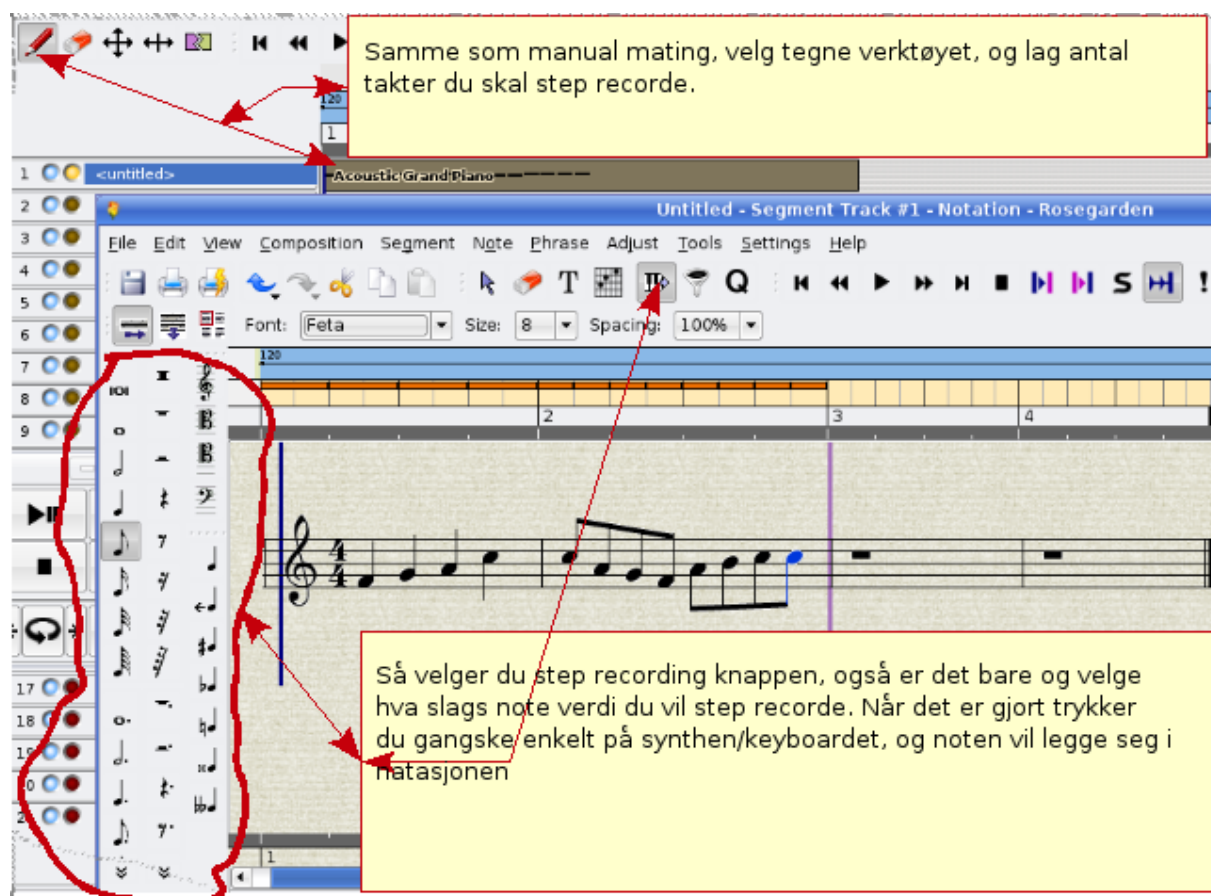 Samme som manual mating, velg tegne verktøyet, og lag antal
takter du skal step recorde.
120
1
1 <untitled> Acoustic Grand Piano
2
Untitled - Segment Track #1 - Notation - Rosegarden
3
File Edit View Composition Segment Note Phrase Adjust Tools Settings Help
4
5
T Q S !
6
Font: Feta Size: 8 Spacing: 100%
7
120
8
9
2 3 4
Så velger du step recording knappen, også er det bare og velge
hva slags note verdi du vil step recorde. Når det er gjort trykker
du gangske enkelt på synthen/keyboardet, og noten vil legge seg i
natasjonen
17
18
1